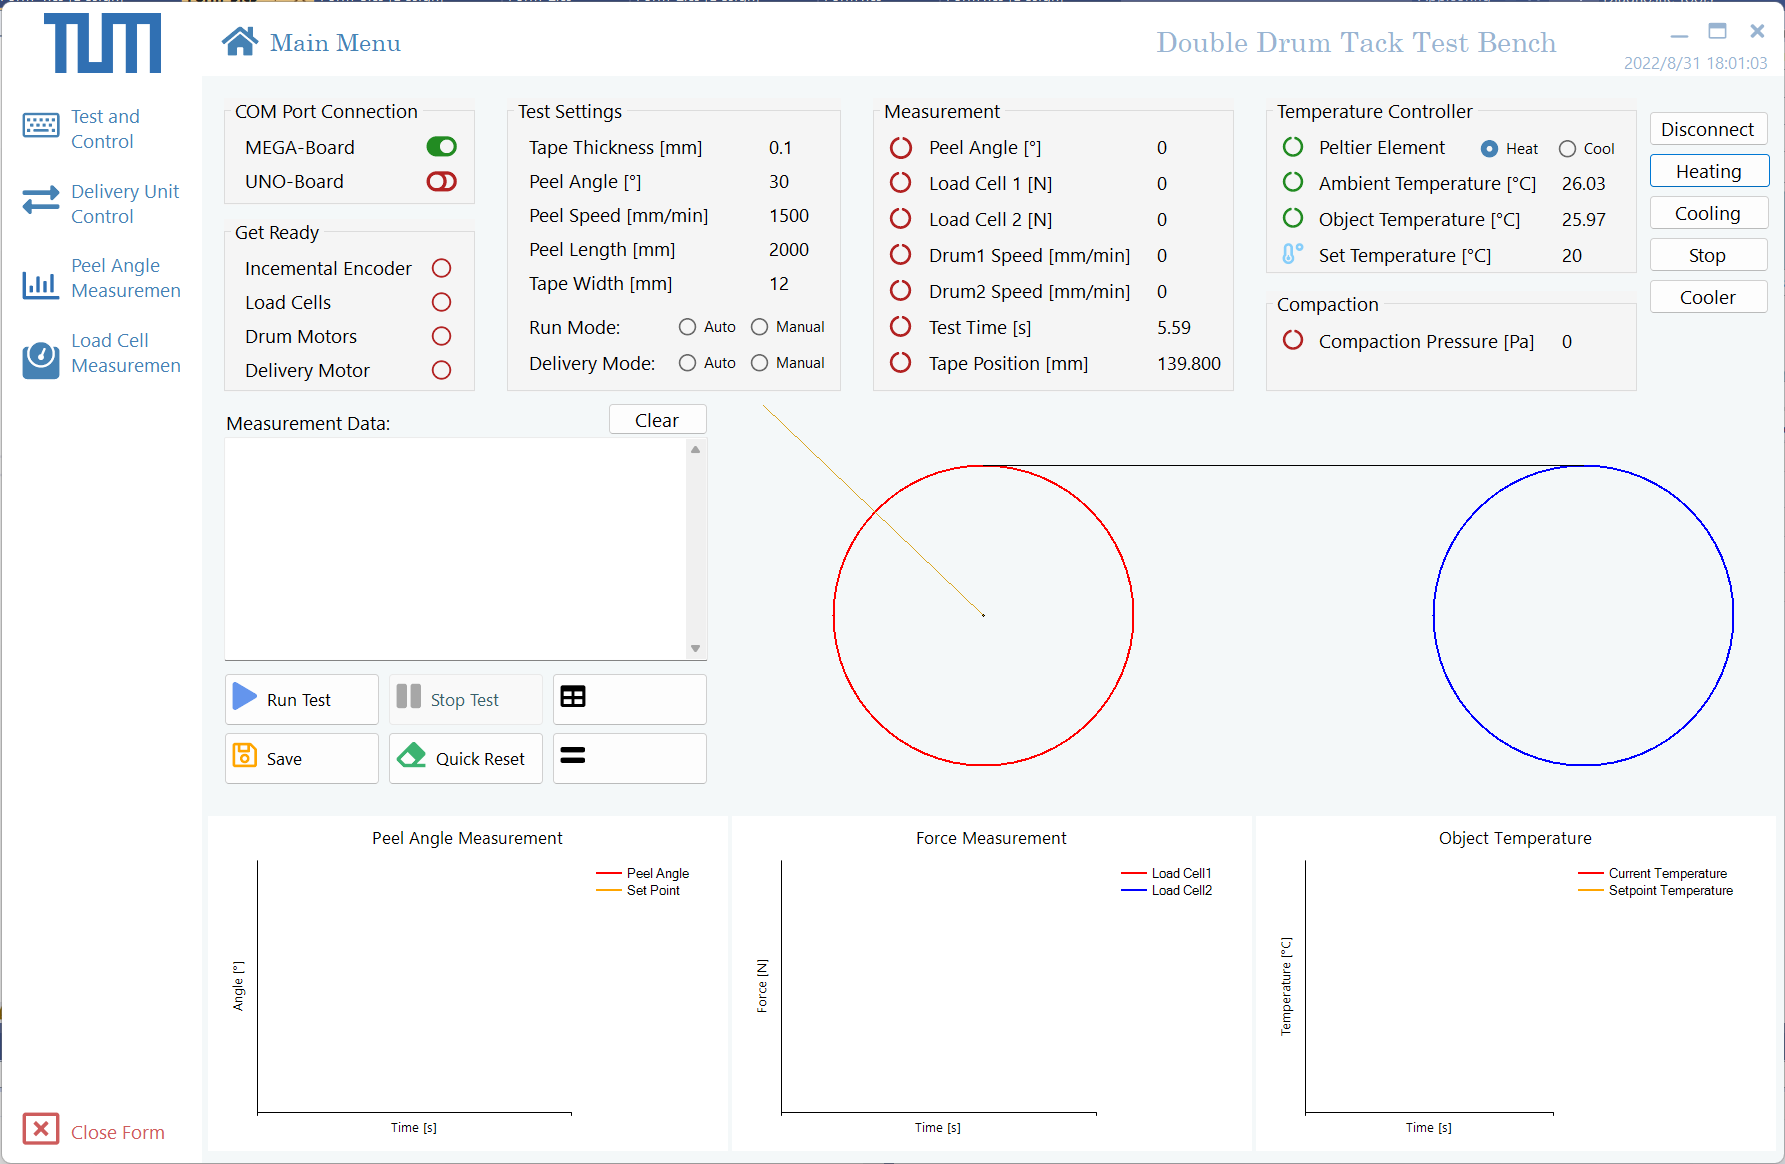 TUM
Main Menu
Double Drum Tack Test Bench
2022/8/31 18:01:03
Test and
Control
Delivery Unit
Control
Peel Angle
Measuremen
Load Cell
Measuremen
Close Form
COM Port Connection
MEGA-Board
UNO-Board
Get Ready
Incemental Encoder
Load Cells
Drum Motors
Delivery Motor
Test Settings
Tape Thickness [mm] 0.1
Peel Angle [°] 30
Peel Speed [mm/min] 1500
Peel Length [mm] 2000
Tape Width [mm] 12
Run Mode: Auto Manual
Delivery Mode: Auto Manual
Measurement
Peel Angle [°] 0
Load Cell 1 [N] 0
Load Cell 2 [N] 0
Drum1 Speed [mm/min] 0
Drum2 Speed [mm/min] 0
Test Time [s] 5.59
Tape Position [mm] 139.800
Temperature Controller
Peltier Element Heat Cool
Ambient Temperature [°C] 26.03
Object Temperature [°C] 25.97
Set Temperature [°C] 20
Compaction
Compaction Pressure [Pa] 0
Disconnect
Heating
Cooling
Stop
Cooler
Measurement Data:
Clear
Run Test
Stop Test
Save
Quick Reset
Peel Angle Measurement
Peel Angle
Set Point
Angle [°]
Time [s]
Force Measurement
Load Cell1
Load Cell2
Force [N]
Time [s]
Object Temperature
Current Temperature
Setpoint Temperature
Temperature [°C]
Time [s]